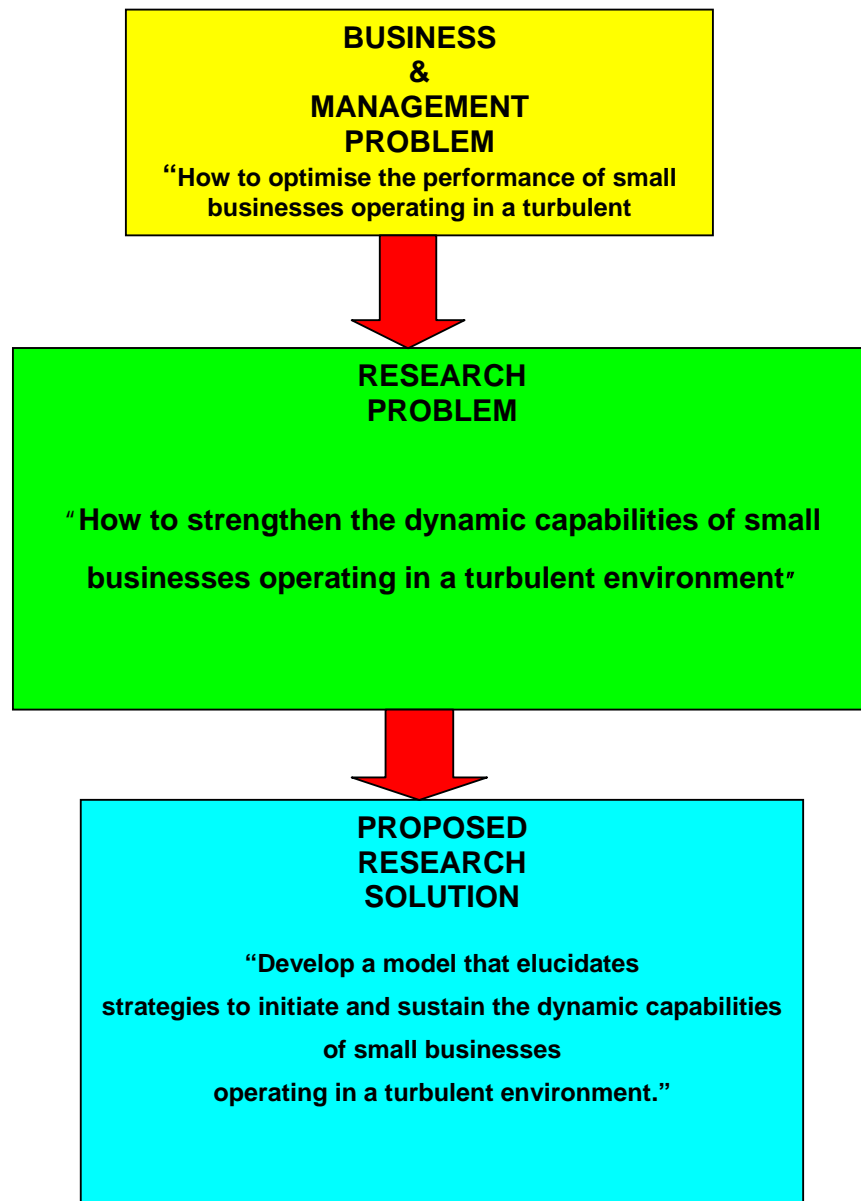 BUSINESS
&
MANAGEMENT
PROBLEM
“How to optimise the performance of small
businesses operating in a turbulent
RESEARCH
PROBLEM
“How to strengthen the dynamic capabilities of small
businesses operating in a turbulent environment”
PROPOSED
RESEARCH
SOLUTION
“Develop a model that elucidates
strategies to initiate and sustain the dynamic capabilities
of small businesses
operating in a turbulent environment.”